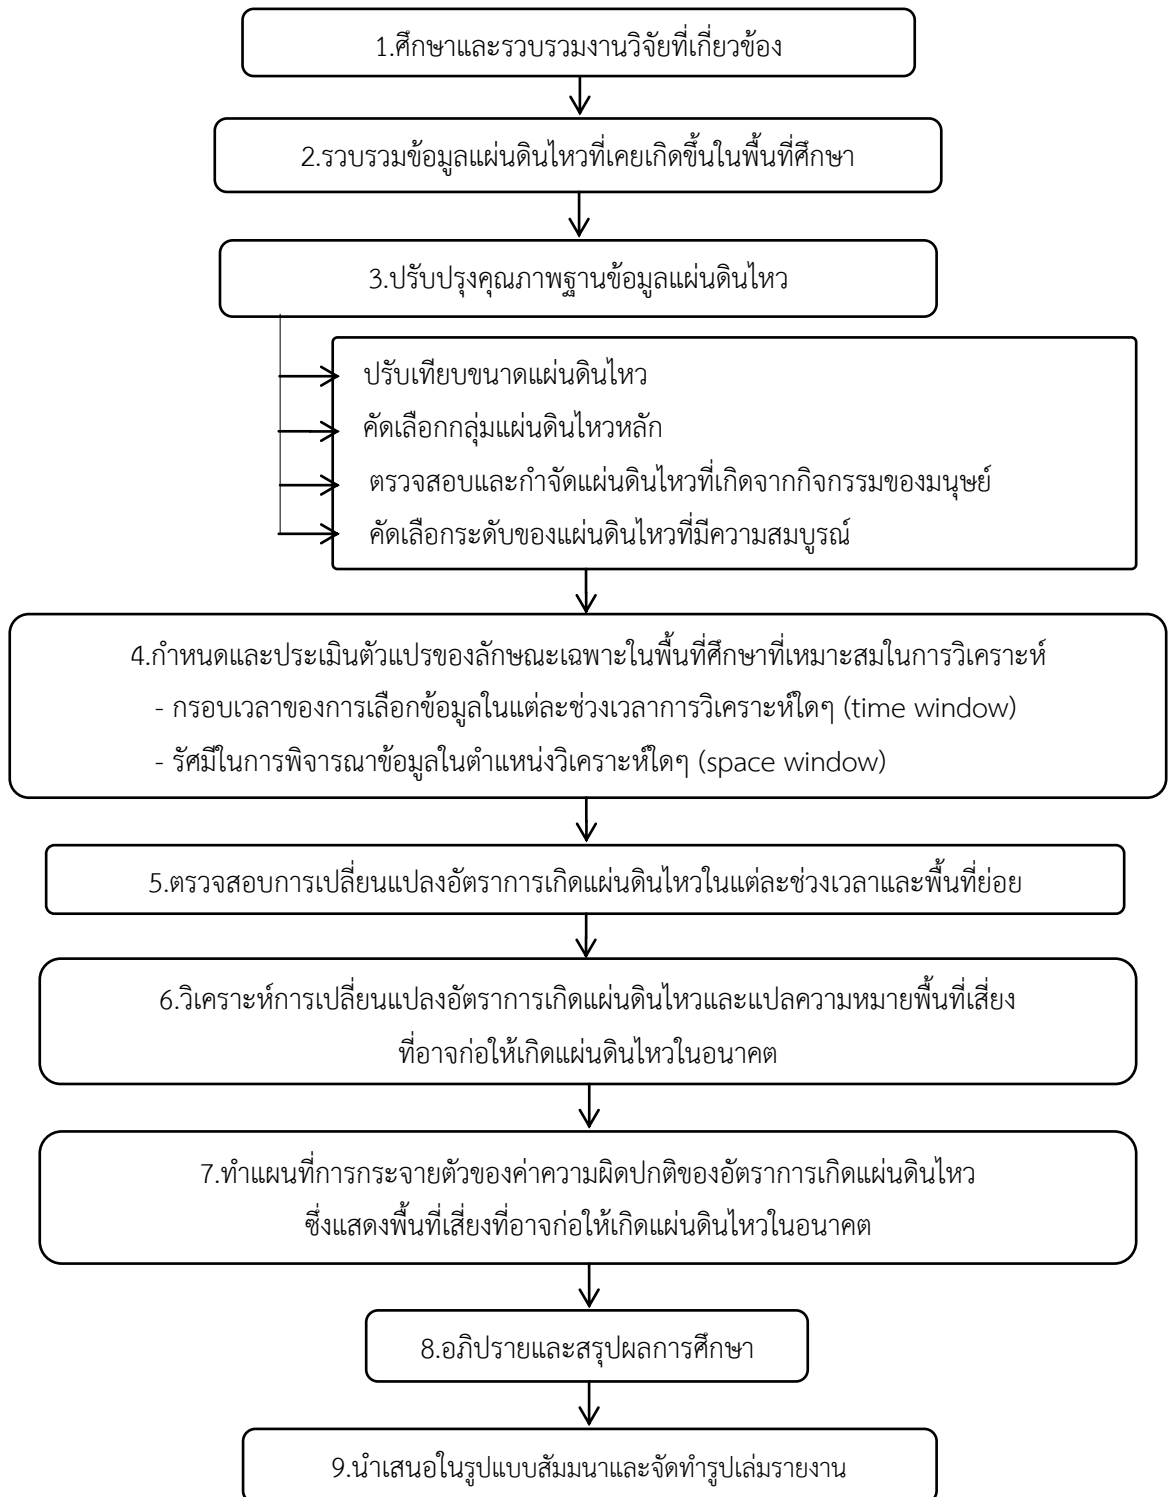 1.ศึกษาและรวบรวมงานวิจัยที่เกี่ยวข้อง
2.รวบรวมข้อมูลแผ่นดินไหวที่เคยเกิดขึ้นในพื้นที่ศึกษา
3.ปรับปรุงคุณภาพฐานข้อมูลแผ่นดินไหว
ปรับเทียบขนาดแผ่นดินไหว
คัดเลือกกลุ่มแผ่นดินไหวหลัก
ตรวจสอบและกำจัดแผ่นดินไหวที่เกิดจากกิจกรรมของมนุษย์
คัดเลือกระดับของแผ่นดินไหวที่มีความสมบูรณ์
4.กำหนดและประเมินตัวแปรของลักษณะเฉพาะในพื้นที่ศึกษาที่เหมาะสมในการวิเคราะห์
- กรอบเวลาของการเลือกข้อมูลในแต่ละช่วงเวลาการวิเคราะห์ใดๆ (time window)
- รัศมีในการพิจารณาข้อมูลในตำแหน่งวิเคราะห์ใดๆ (space window)
5.ตรวจสอบการเปลี่ยนแปลงอัตราการเกิดแผ่นดินไหวในแต่ละช่วงเวลาและพื้นที่ย่อย
6.วิเคราะห์การเปลี่ยนแปลงอัตราการเกิดแผ่นดินไหวและแปลความหมายพื้นที่เสี่ยง
ที่อาจก่อให้เกิดแผ่นดินไหวในอนาคต
7.ทำแผนที่การกระจายตัวของค่าความผิดปกติของอัตราการเกิดแผ่นดินไหว
ซึ่งแสดงพื้นที่เสี่ยงที่อาจก่อให้เกิดแผ่นดินไหวในอนาคต
8.อภิปรายและสรุปผลการศึกษา
9.นำเสนอในรูปแบบสัมมนาและจัดทำรูปเล่มรายงาน